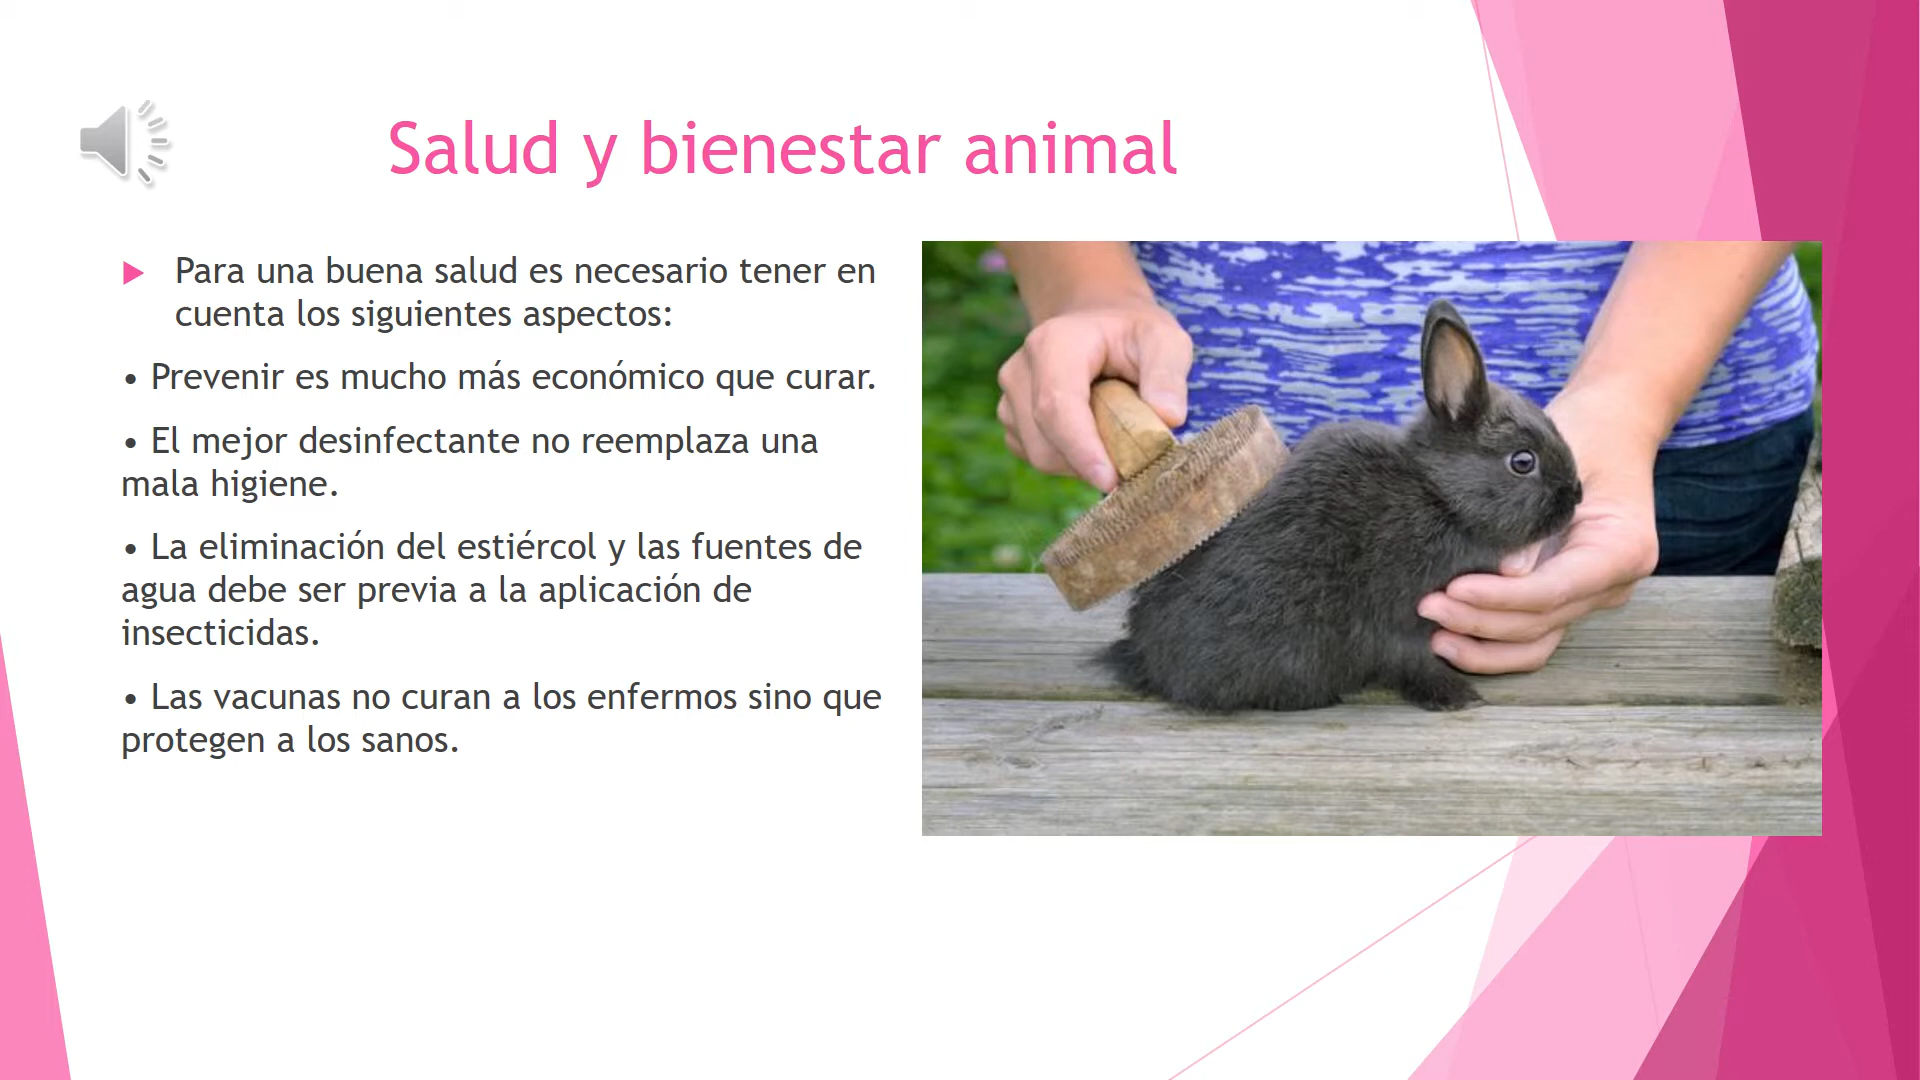 Salud y bienestar animal
Para una buena salud es necesario tener en
cuenta los siguientes aspectos:
• Prevenir es mucho más económico que curar.
• El mejor desinfectante no reemplaza una
mala higiene.
• La eliminación del estiércol y las fuentes de
agua debe ser previa a la aplicación de
insecticidas.
• Las vacunas no curan a los enfermos sino que
protegen a los sanos.